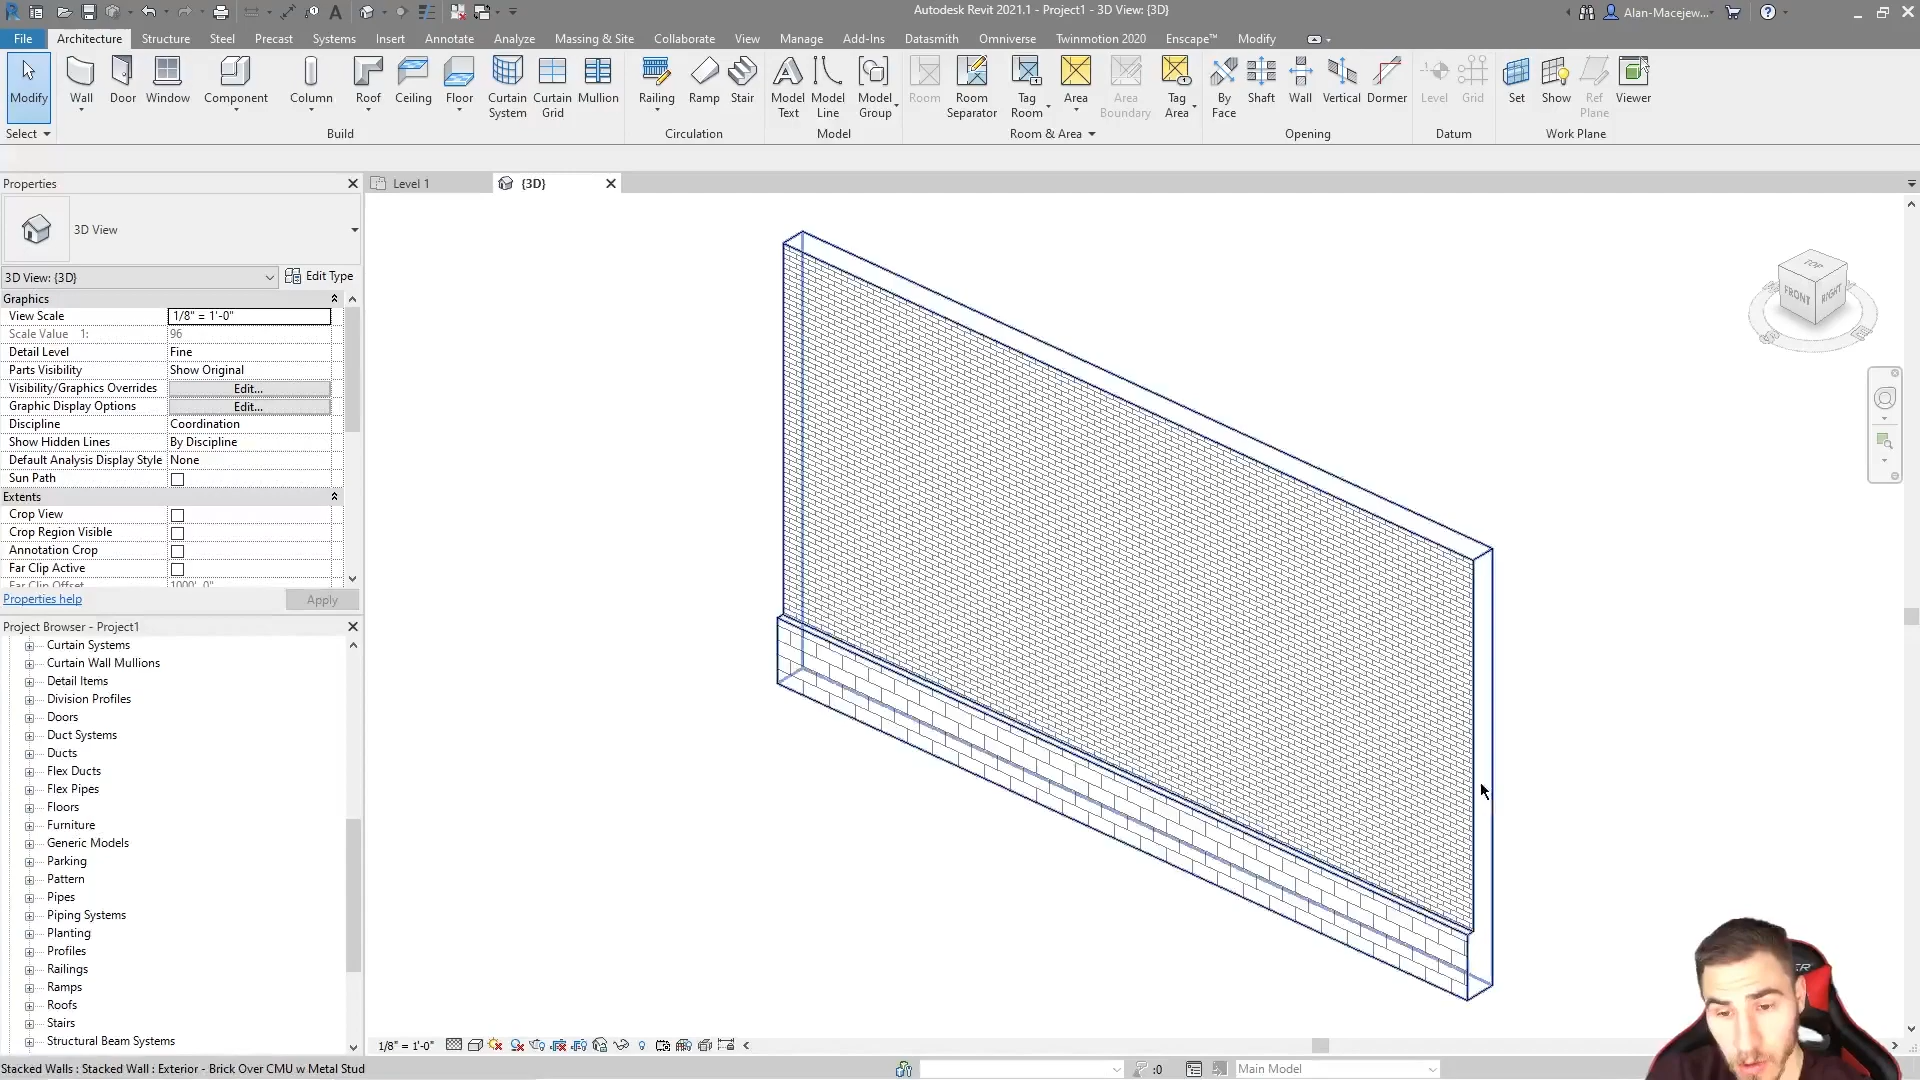 Autodesk Revit 2021.1 - Project1 - 3D View: {3D}
Alan-Macejew...
File Architecture Structure Steel Precast Systems Insert Annotate Analyze Massing & Site Collaborate View Manage Add-Ins Datasmith Omniverse Twinmotion 2020 Enscape™ Modify
Modify Wall Door Window Component Column Roof Ceiling Floor Curtain System Curtain Grid Mullion Railing Ramp Stair Model Text Model Line Model Group Room Room Separator Tag Room Area Area Boundary Tag Area By Face Shaft Wall Vertical Dormer Level Grid Set Show Ref Plane Viewer
Select Build Circulation Model Room & Area Opening Datum Work Plane
Properties
Level 1
{3D}
3D View
3D View: {3D}
Edit Type
Graphics
View Scale 1/8" = 1'-0"
Scale Value 1: 96
Detail Level Fine
Parts Visibility Show Original
Visibility/Graphics Overrides Edit...
Graphic Display Options Edit...
Discipline Coordination
Show Hidden Lines By Discipline
Default Analysis Display Style None
Sun Path
Extents
Crop View
Crop Region Visible
Annotation Crop
Far Clip Active
Far Clip Offset 1000' 0"
Properties help
Apply
TOP
FRONT
RIGHT
Project Browser - Project1
Curtain Systems
Curtain Wall Mullions
Detail Items
Division Profiles
Doors
Duct Systems
Ducts
Flex Ducts
Flex Pipes
Floors
Furniture
Generic Models
Parking
Pattern
Pipes
Piping Systems
Planting
Profiles
Railings
Ramps
Roofs
Stairs
Structural Beam Systems
1/8" = 1'-0"
Stacked Walls : Stacked Wall : Exterior - Brick Over CMU w Metal Stud
:0
Main Model